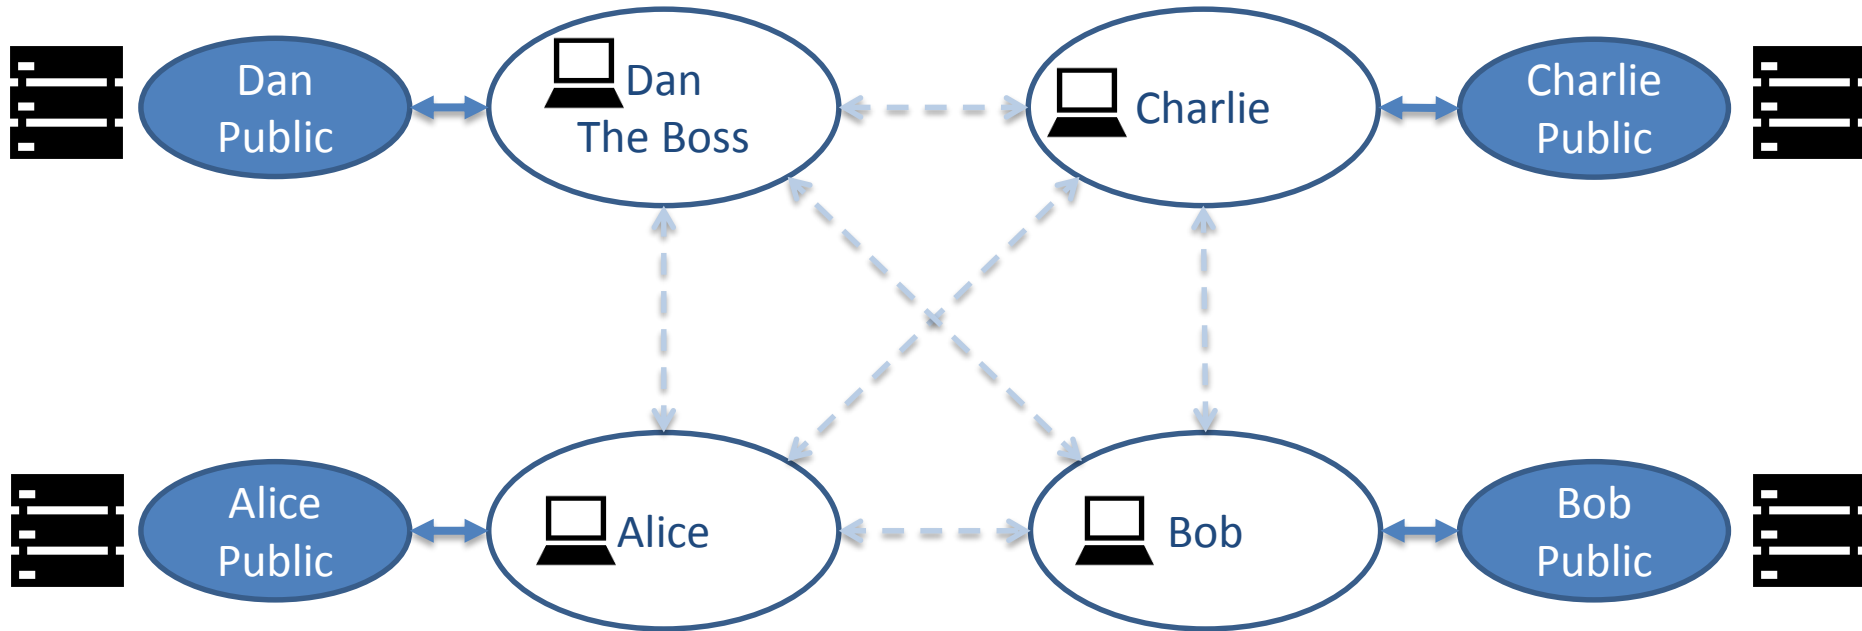 Dan
Public
Dan
The Boss
Charlie
Charlie
Public
Alice
Public
Alice
Bob
Bob
Public